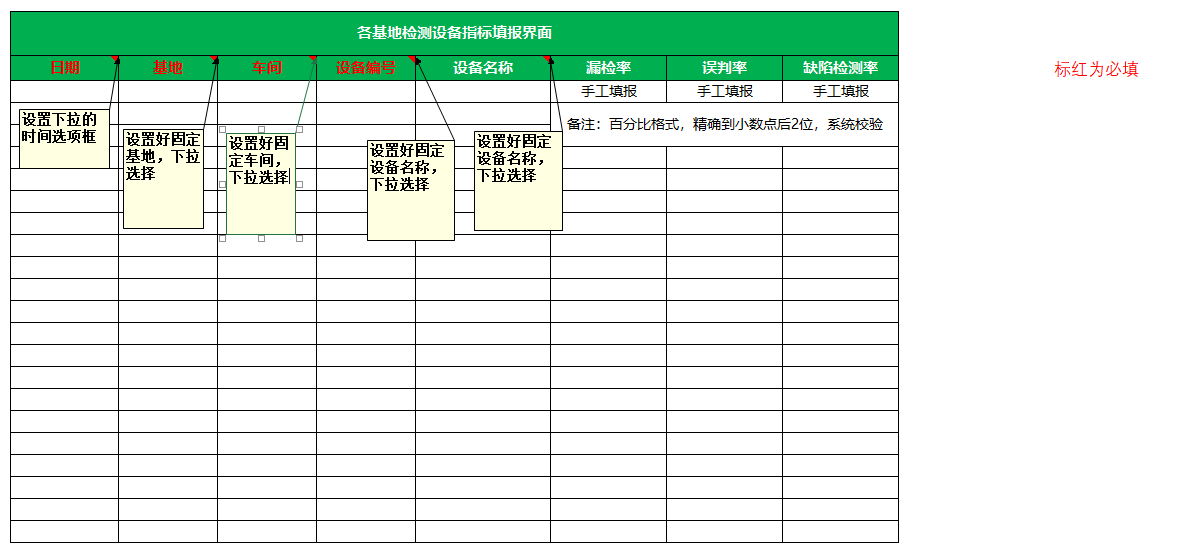 各基地检测设备指标填报界面
日期 基地 车间 设备编号 设备名称 漏检率 误判率 缺陷检测率
标红为必填
手工填报 手工填报 手工填报
备注：百分比格式，精确到小数点后2位，系统校验
设置下拉的
时间选项框
设置好固定
基地，下拉
选择
设置好固
定车间，
下拉选择
设置好固定
设备名称，
下拉选择
设置好固定
设备名称，
下拉选择